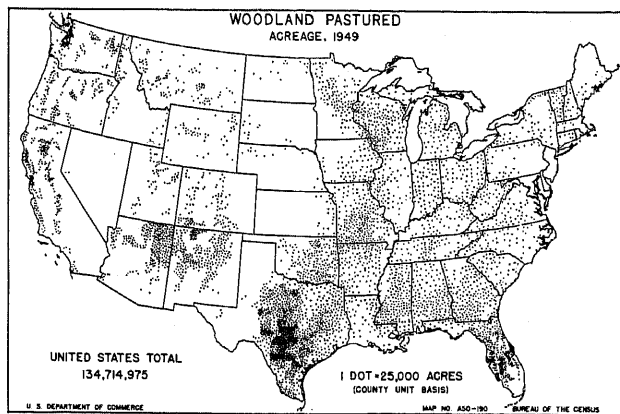 WOODLAND PASTURED
ACREAGE, 1949
UNITED STATES TOTAL
134,714,975
1 DOT=25,000 ACRES
(COUNTY UNIT BASIS)
U. S. DEPARTMENT OF COMMERCE
MAP NO. A50-190
BUREAU OF THE CENSUS